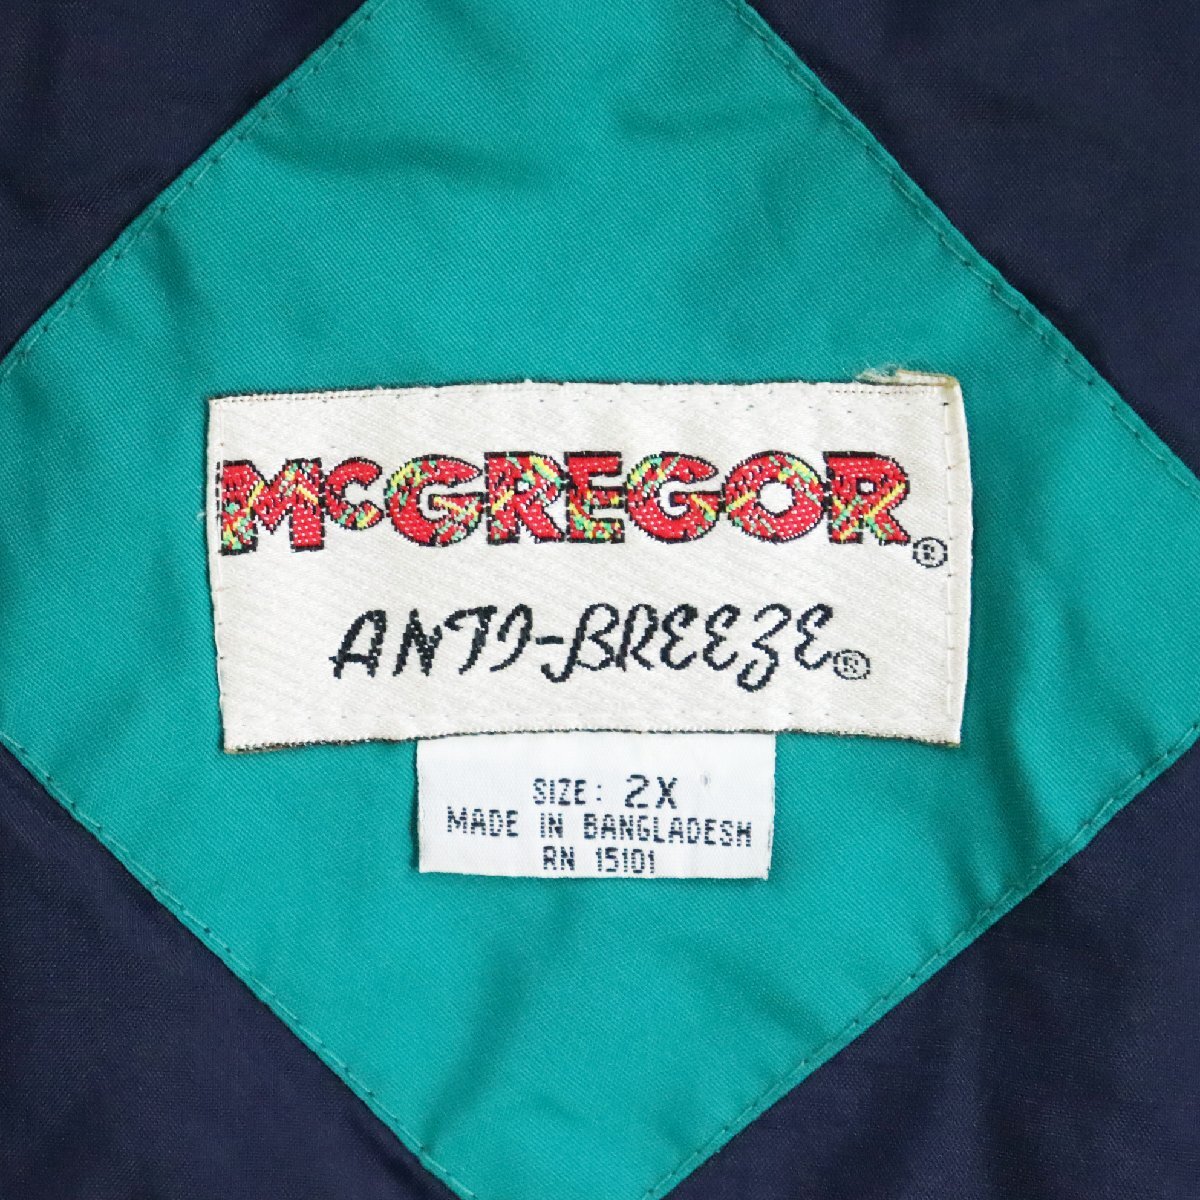 McGREGOR®
ANTI-BREEZE®
SIZE: 2X
MADE IN BANGLADESH
RN 15101